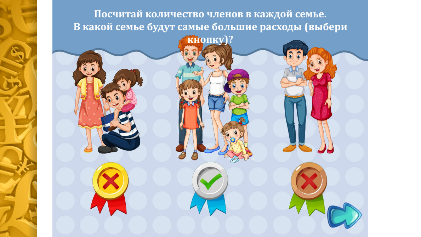 Посчитай количество членов в каждой семье.
В какой семье будут самые большие расходы (выбери
кнопку)?